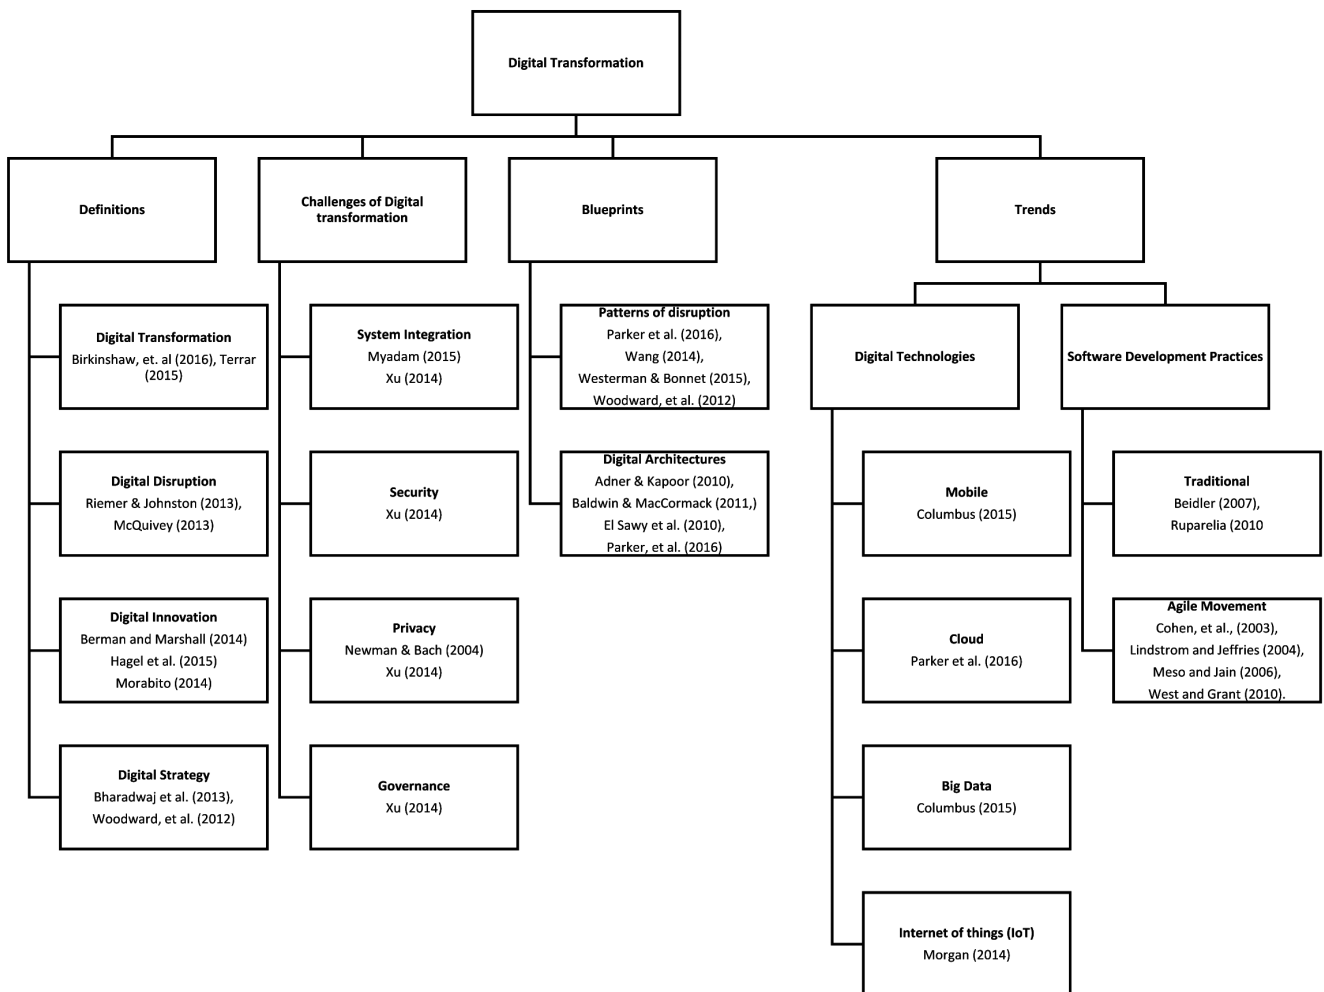 Digital Transformation
Definitions
Challenges of Digital
transformation
Blueprints
Trends
Digital Transformation
Birkinshaw, et. al (2016), Terrar
(2015)
Digital Disruption
Riemer & Johnston (2013),
McQuivey (2013)
Digital Innovation
Berman and Marshall (2014)
Hagel et al. (2015)
Morabito (2014)
Digital Strategy
Bharadwaj et al. (2013),
Woodward, et al. (2012)
System Integration
Myadam (2015)
Xu (2014)
Security
Xu (2014)
Privacy
Newman & Bach (2004)
Xu (2014)
Governance
Xu (2014)
Patterns of disruption
Parker et al. (2016),
Wang (2014),
Westerman & Bonnet (2015),
Woodward, et al. (2012)
Digital Architectures
Adner & Kapoor (2010),
Baldwin & MacCormack (2011,)
El Sawy et al. (2010),
Parker, et al. (2016)
Digital Technologies
Mobile
Columbus (2015)
Cloud
Parker et al. (2016)
Big Data
Columbus (2015)
Internet of things (IoT)
Morgan (2014)
Software Development Practices
Traditional
Beidler (2007),
Ruparelia (2010
Agile Movement
Cohen, et al., (2003),
Lindstrom and Jeffries (2004),
Meso and Jain (2006),
West and Grant (2010).